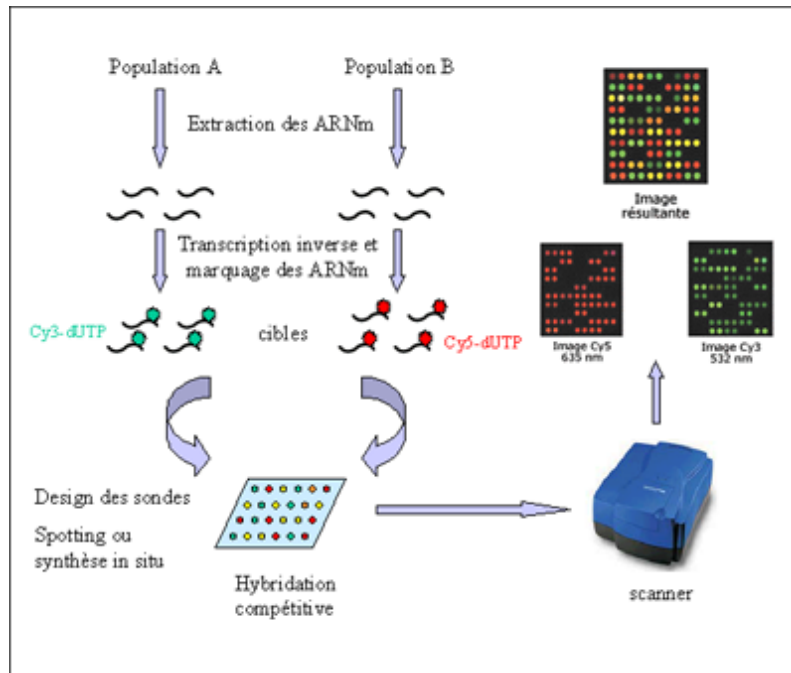 Population A
Population B
Extraction des ARNm
Transcription inverse et
marquage des ARNm
Cy3-dUTP
cibles
Cy5-dUTP
Design des sondes
Spotting ou
synthèse in situ
Hybridation
compétitive
scanner
Image Cy5
635 nm
Image Cy3
532 nm
Image
résultante